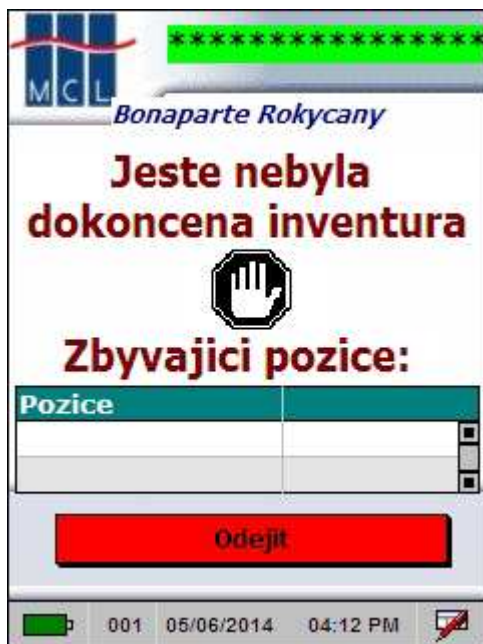 ****************
MCL
Bonaparte Rokycany
Jeste nebyla
dokoncena inventura
Zbyvajici pozice:
Pozice
Odejit
001 05/06/2014 04:12 PM